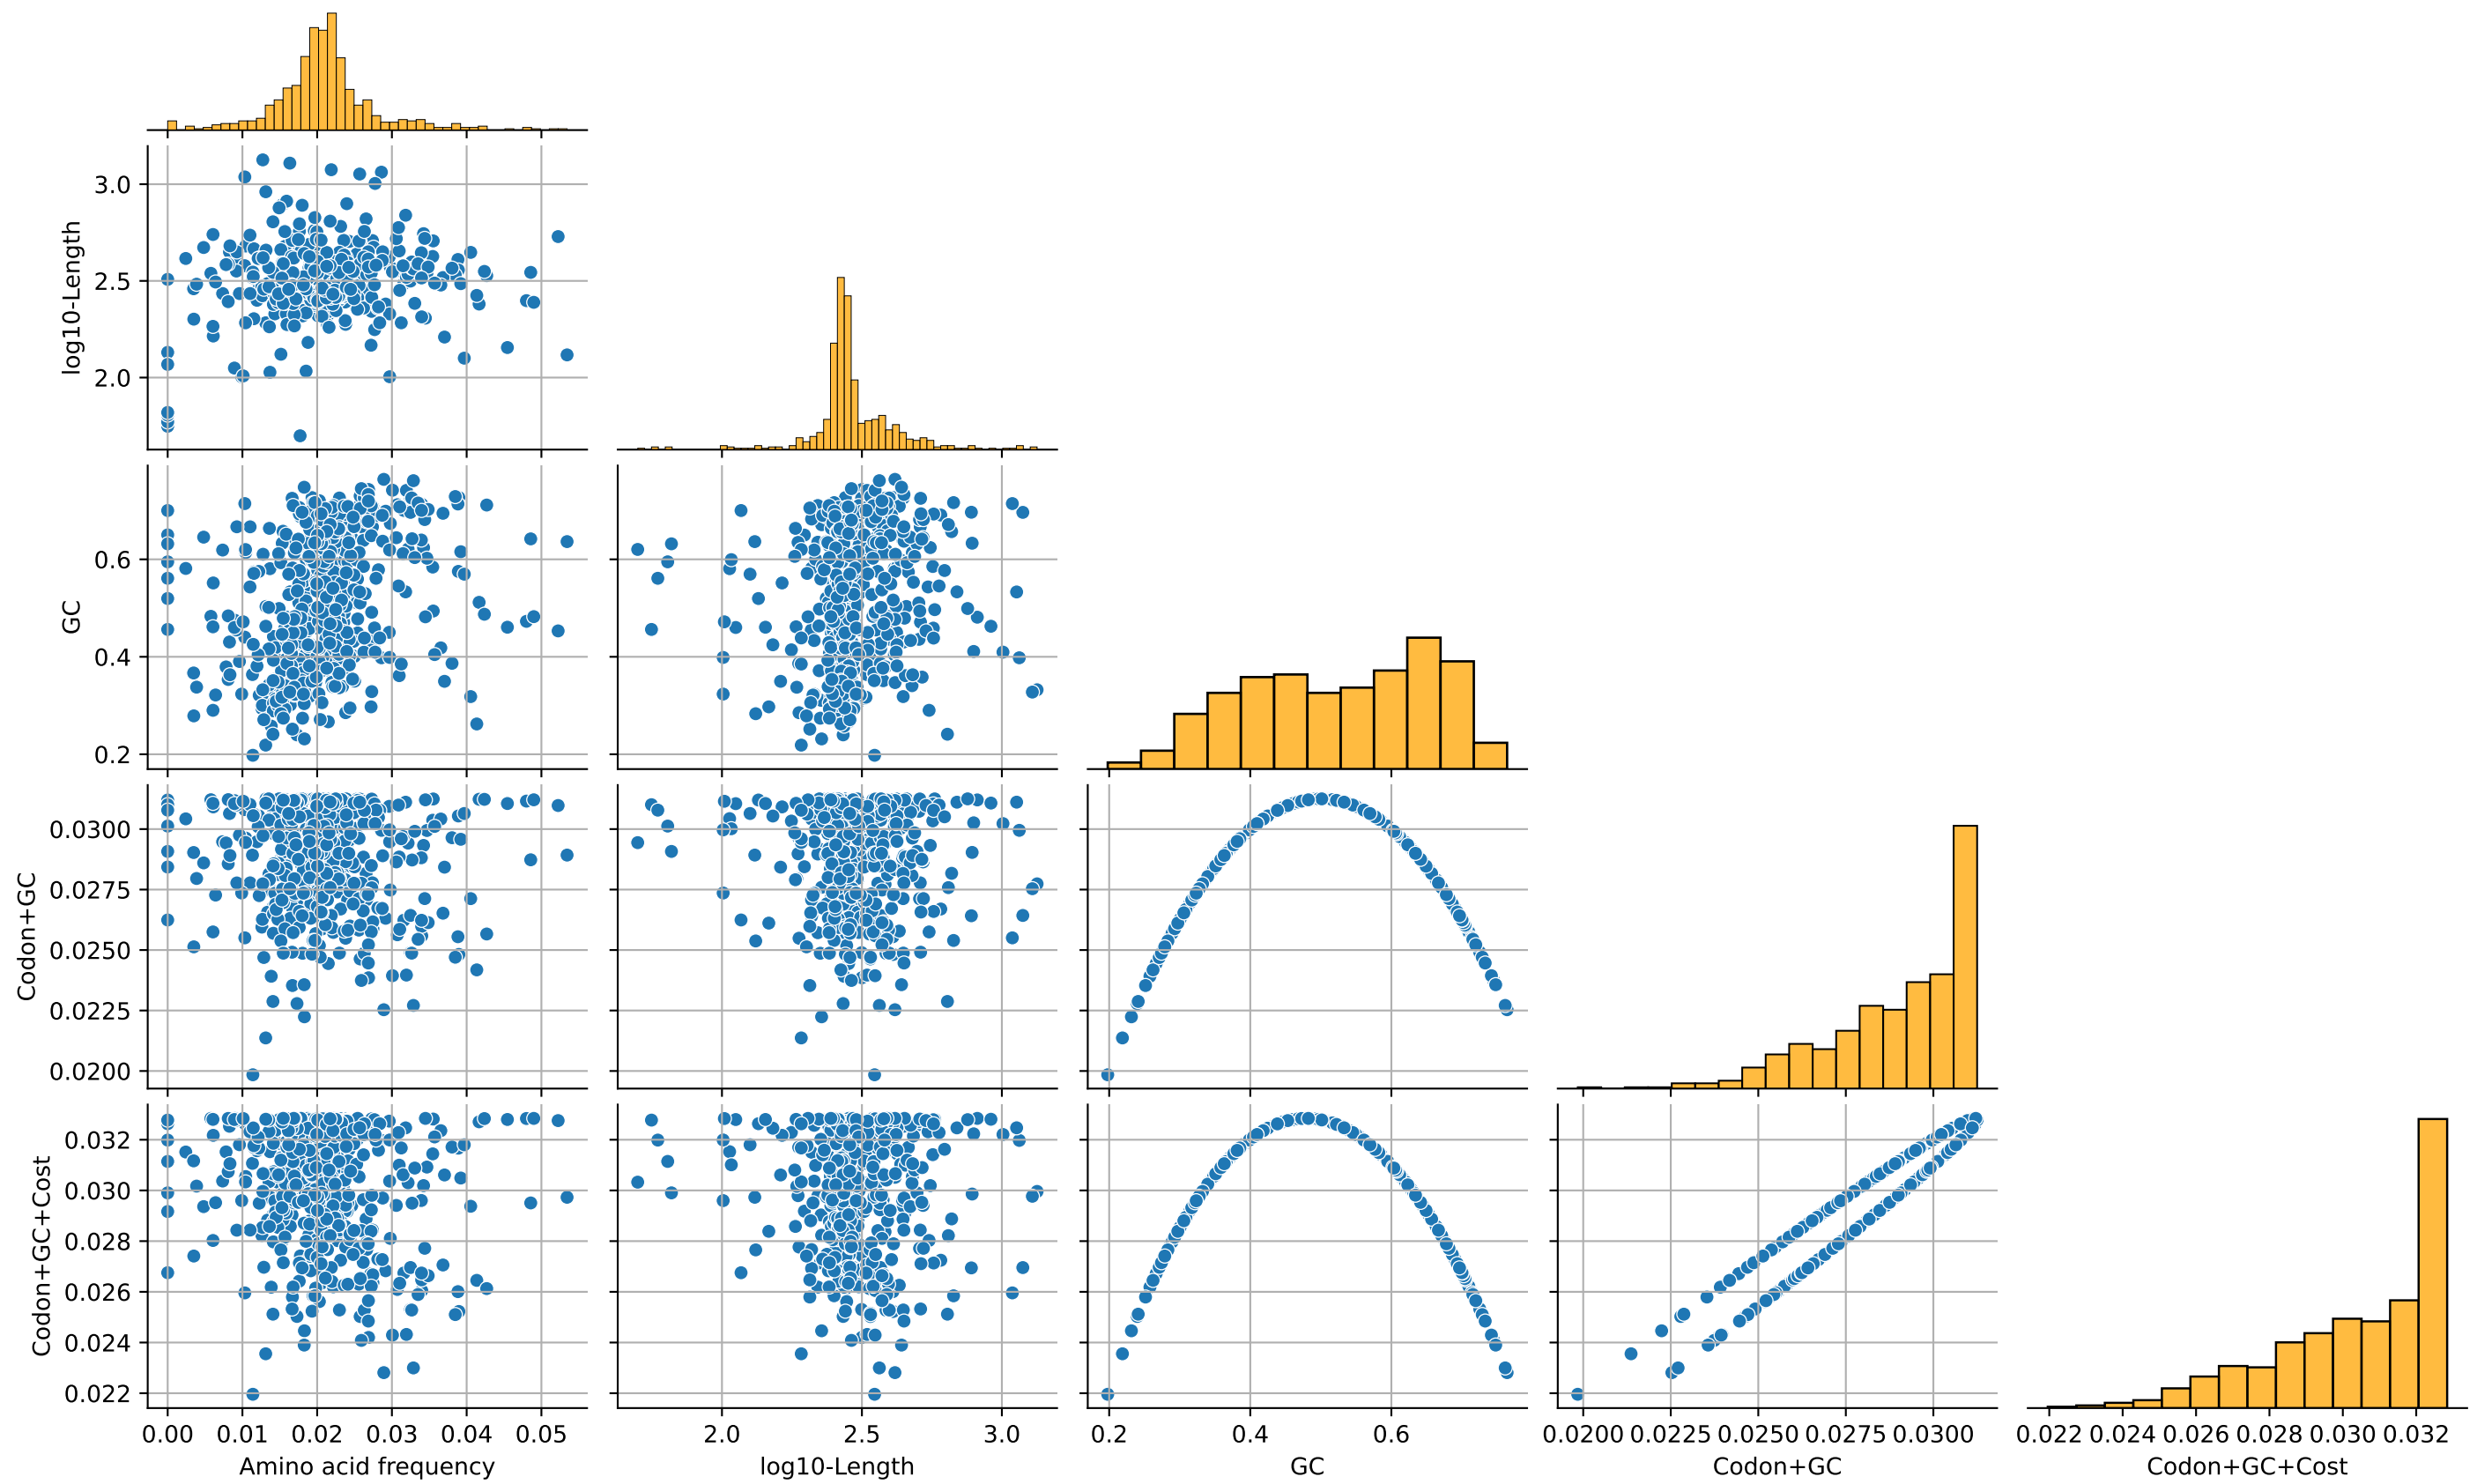 log10-Length
3.0
2.5
2.0
GC
0.6
0.4
0.2
Codon+GC
0.0300
0.0275
0.0250
0.0225
0.0200
Codon+GC+Cost
0.032
0.030
0.028
0.026
0.024
0.022
0.00 0.01 0.02 0.03 0.04 0.05
Amino acid frequency
2.0 2.5 3.0
log10-Length
0.2 0.4 0.6
GC
0.0200 0.0225 0.0250 0.0275 0.0300
Codon+GC
0.022 0.024 0.026 0.028 0.030 0.032
Codon+GC+Cost